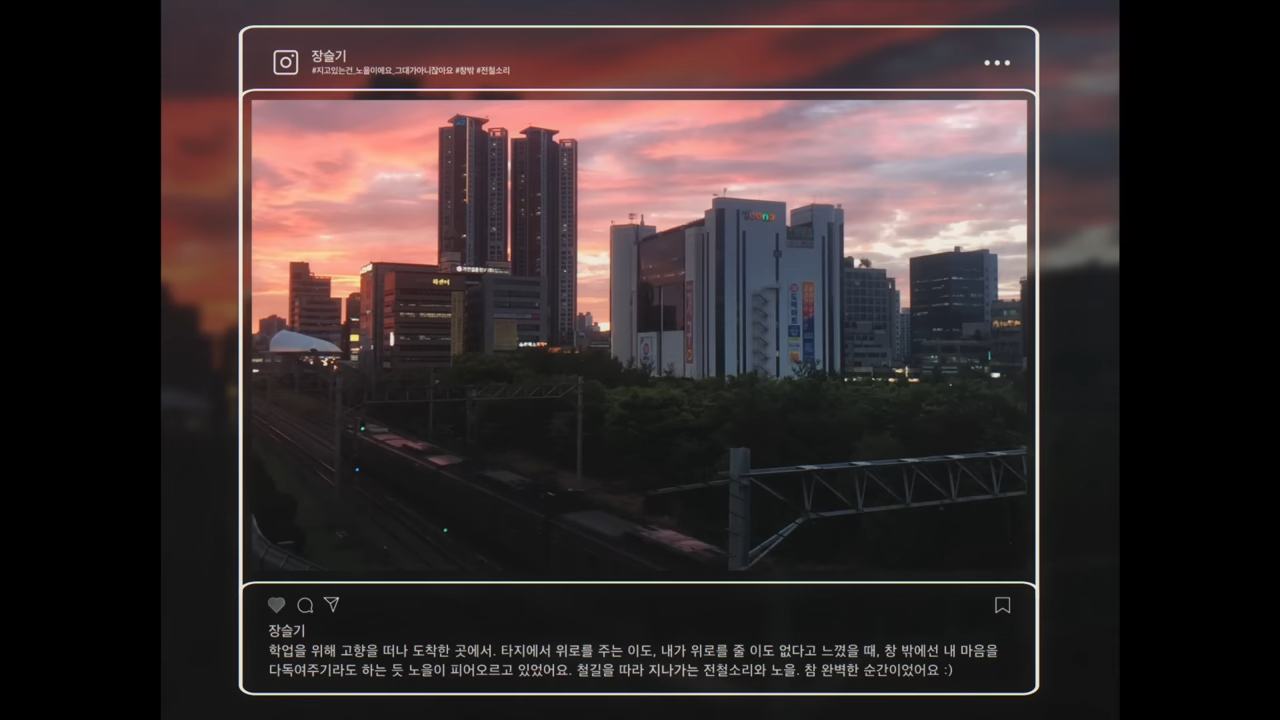 장슬기
#지고있는건_노을이에요_그대가아니잖아요 #창밖 #전철소리
장슬기
학업을 위해 고향을 떠나 도착한 곳에서. 타지에서 위로를 주는 이도, 내가 위로를 줄 이도 없다고 느꼈을 때, 창 밖에선 내 마음을
다독여주기라도 하는 듯 노을이 피어오르고 있었어요. 철길을 따라 지나가는 전철소리와 노을. 참 완벽한 순간이었어요 :)